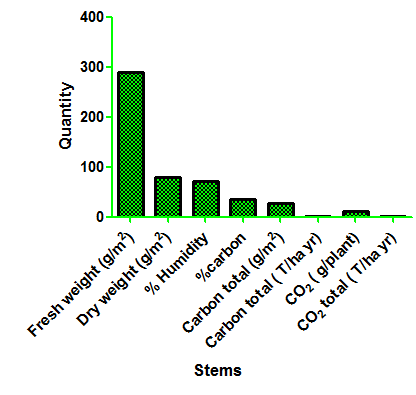 400
300
200
100
0
Quantity
Fresh weight (g/m²)
Dry weight (g/m²)
% Humidity
%carbon
Carbon total (g/m²)
Carbon total ( T/ha yr)
CO₂ ( g/plant)
CO₂ total ( T/ha yr)
Stems